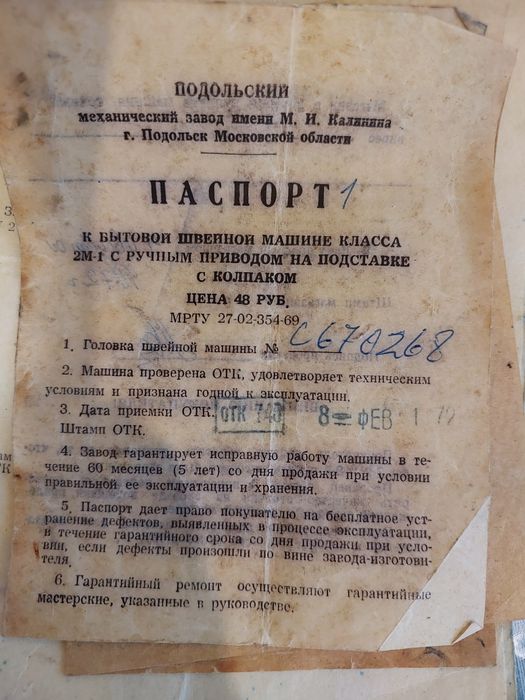 ПОДОЛЬСКИЙ
механический завод имени М. И. Калинина
г. Подольск Московской области
ПАСПОРТ 1
К БЫТОВОЙ ШВЕЙНОЙ МАШИНЕ КЛАССА
2М-1 С РУЧНЫМ ПРИВОДОМ НА ПОДСТАВКЕ
С КОЛПАКОМ
ЦЕНА 48 РУБ.
МРТУ 27-02-354-69
1. Головка швейной машины № С670268
2. Машина проверена ОТК, удовлетворяет техническим
условиям и признана годной к эксплуатации.
3. Дата приемки ОТК. ОТК 743 8= ФЕВ 1 72
Штамп ОТК.
4. Завод гарантирует исправную работу машины в те-
чение 60 месяцев (5 лет) со дня продажи при условии
правильной ее эксплуатации и хранения.
5. Паспорт дает право покупателю на бесплатное уст-
ранение дефектов, выявленных в процессе эксплуатации,
в течение гарантийного срока со дня продажи при усло-
вии, если дефекты произошли по вине завода-изготови-
теля.
6. Гарантийный ремонт осуществляют гарантийные
мастерские, указанные в руководстве.